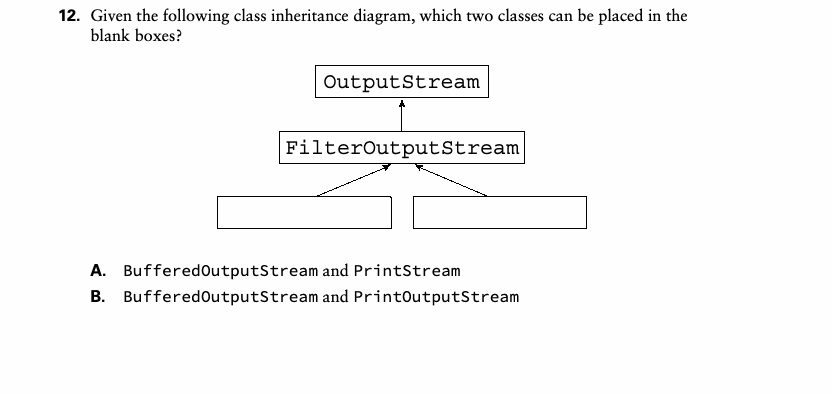 12. Given the following class inheritance diagram, which two classes can be placed in the
blank boxes?
OutputStream
FilterOutputStream
A. BufferedOutputStream and PrintStream
B. BufferedOutputStream and PrintOutputStream